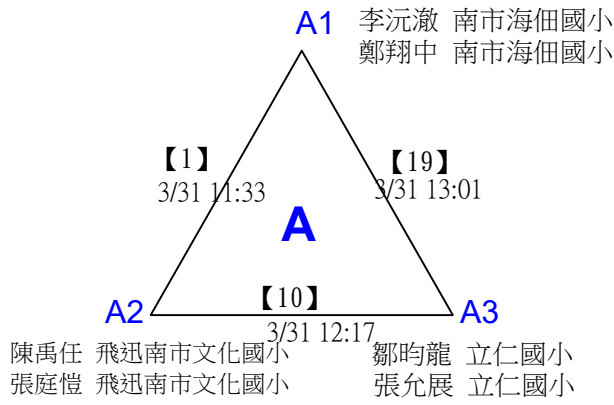 A1
李沅澈 南市海佃國小
鄭翔中 南市海佃國小
【1】
3/31 11:33
【19】
3/31 13:01
A
【10】
3/31 12:17
A2
A3
陳禹任 飛迅南市文化國小
張庭愷 飛迅南市文化國小
鄒昀龍 立仁國小
張允展 立仁國小